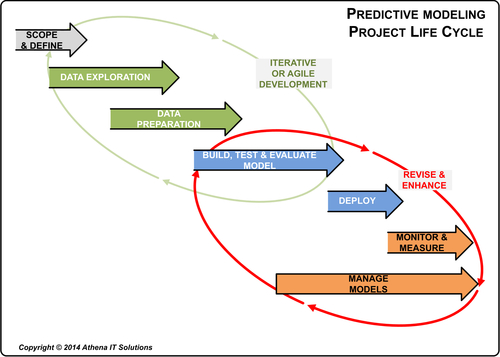 PREDICTIVE MODELING
PROJECT LIFE CYCLE
SCOPE
& DEFINE
ITERATIVE
OR AGILE
DEVELOPMENT
DATA EXPLORATION
DATA
PREPARATION
BUILD, TEST & EVALUATE
MODEL
REVISE &
ENHANCE
DEPLOY
MONITOR &
MEASURE
MANAGE
MODELS
Copyright © 2014 Athena IT Solutions